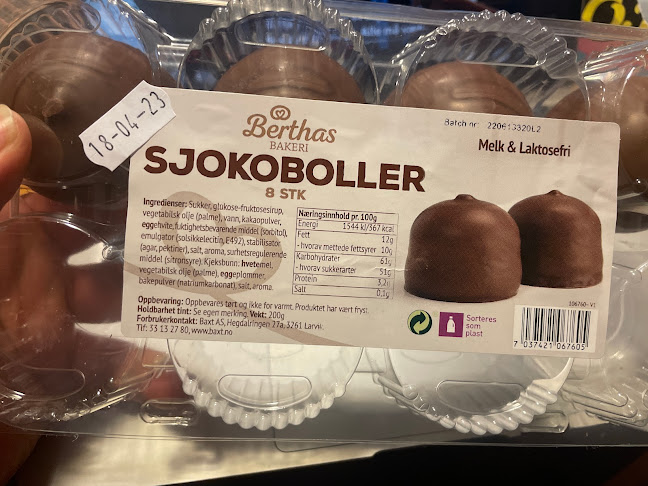 18-04-23
Berthas
BAKERI
SJOKOBOLLER
8 STK
Batch nr: 220613320L2
Melk & Laktosefri
Ingredienser: Sukker, glukose-fruktosesirup,
vegetabilsk olje (palme), vann, kakaopulver,
eggehvite, fuktighetsbevarende middel (sorbitol),
emulgator (solsikkelecitin, E492), stabilisator
(agar, pektiner), salt, aroma, surhetsregulerende
middel (sitronsyre). Kjeksbunn: hvetemel,
vegetabilsk olje (palme), eggeplommer,
bakepulver (natriumkarbonat), salt, aroma.
Næringsinnhold pr. 100g
Energi 1544 kJ/367 kcal
Fett 12g
- hvorav mettede fettsyrer 10g
Karbohydrater 61g
- hvorav sukkerarter 51g
Protein 3,2g
Salt 0,1g
Oppbevaring: Oppbevares tørt og ikke for varmt. Produktet har vært fryst.
Holdbarhet tint: Se egen merking. Vekt: 200g
Forbrukerkontakt: Baxt AS, Hegdalringen 27a, 3261 Larvik.
Tlf: 33 13 27 80, www.baxt.no
Sorteres
som
plast
106760- V1
7 037421 067605